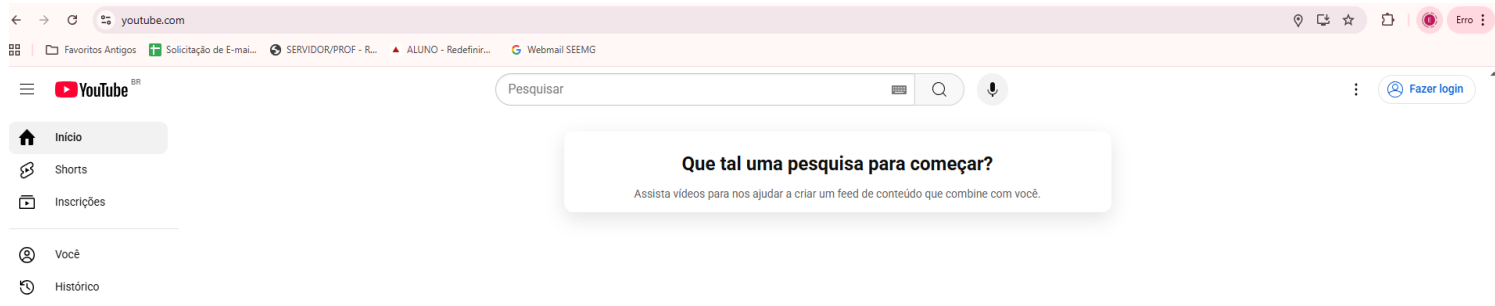 youtube.com
Erro
Favoritos Antigos Solicitação de E-mai... SERVIDOR/PROF - R... ALUNO - Redefinir... Webmail SEEMG
YouTube BR
Pesquisar
Fazer login
Início
Shorts
Inscrições
Você
Histórico
Que tal uma pesquisa para começar?
Assista vídeos para nos ajudar a criar um feed de conteúdo que combine com você.